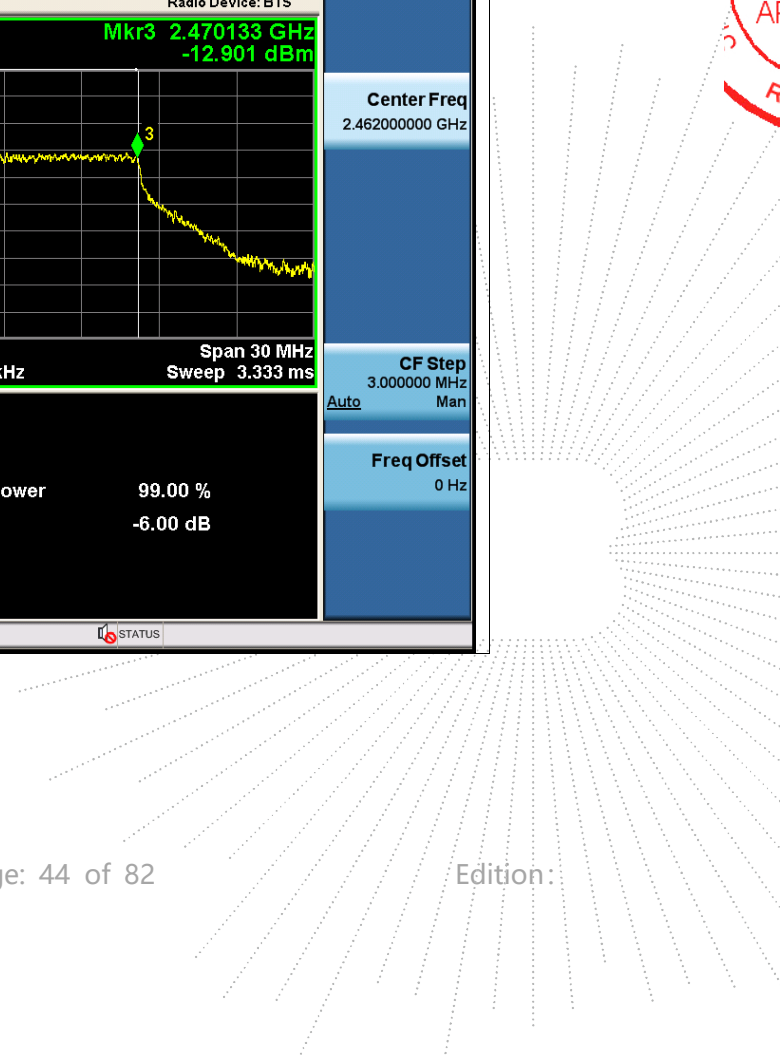 Radio Device: BTS
Mkr3 2.470133 GHz
-12.901 dBm
3
Center Freq
2.462000000 GHz
Span 30 MHz
Sweep 3.333 ms
CF Step
3.000000 MHz
Auto Man
Freq Offset
0 Hz
99.00 %
-6.00 dB
STATUS
44 of 82
Edition: